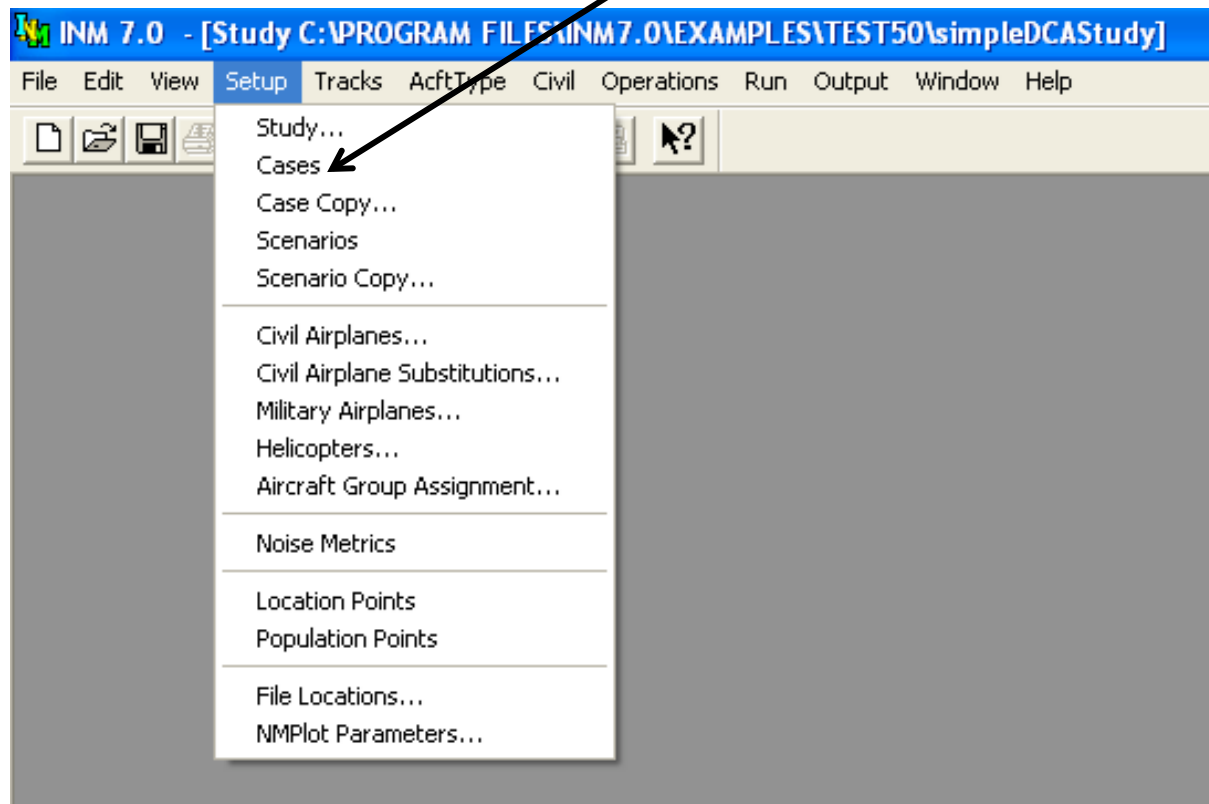 INM 7.0 - [Study C:\PROGRAM FILES\INM7.0\EXAMPLES\TEST50\simpleDCAStudy]
File Edit View Setup Tracks AcftType Civil Operations Run Output Window Help
Study...
Cases
Case Copy...
Scenarios
Scenario Copy...
Civil Airplanes...
Civil Airplane Substitutions...
Military Airplanes...
Helicopters...
Aircraft Group Assignment...
Noise Metrics
Location Points
Population Points
File Locations...
NMPlot Parameters...